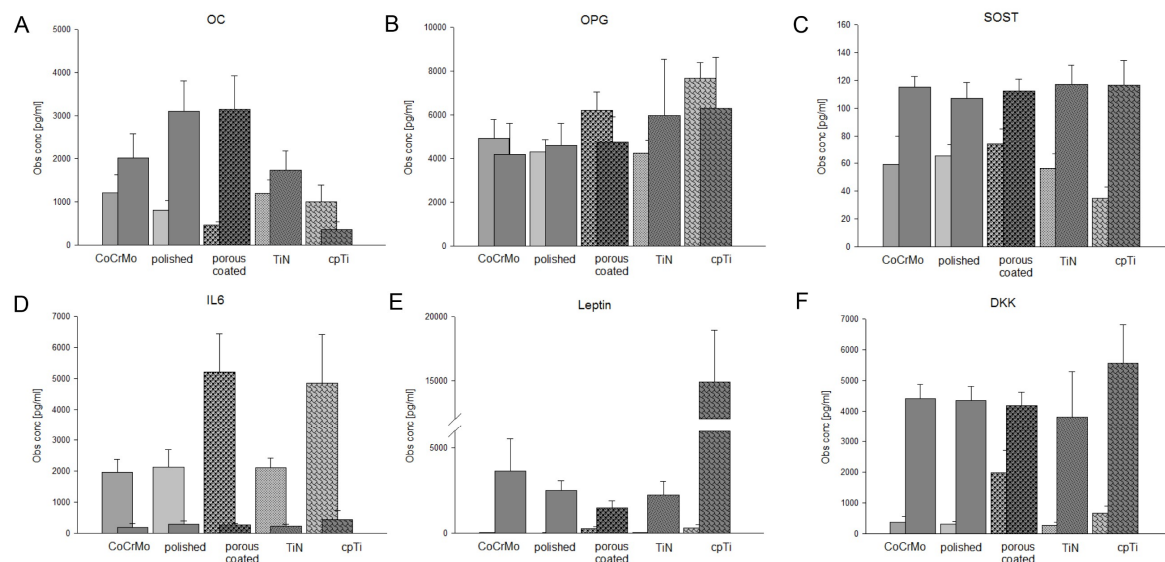 A
OC
Obs conc [pg/ml]
6000
5000
4000
3000
2000
1000
0
CoCrMo polished porous coated TiN cpTi
B
OPG
Obs conc [pg/ml]
10000
8000
6000
4000
2000
0
CoCrMo polished porous coated TiN cpTi
C
SOST
Obs conc [pg/ml]
160
140
120
100
80
60
40
20
0
CoCrMo polished porous coated TiN cpTi
D
IL6
Obs conc [pg/ml]
7000
6000
5000
4000
3000
2000
1000
0
CoCrMo polished porous coated TiN cpTi
E
Leptin
Obs conc [pg/ml]
20000
15000
5000
0
CoCrMo polished porous coated TiN cpTi
F
DKK
Obs conc [pg/ml]
7000
6000
5000
4000
3000
2000
1000
0
CoCrMo polished porous coated TiN cpTi